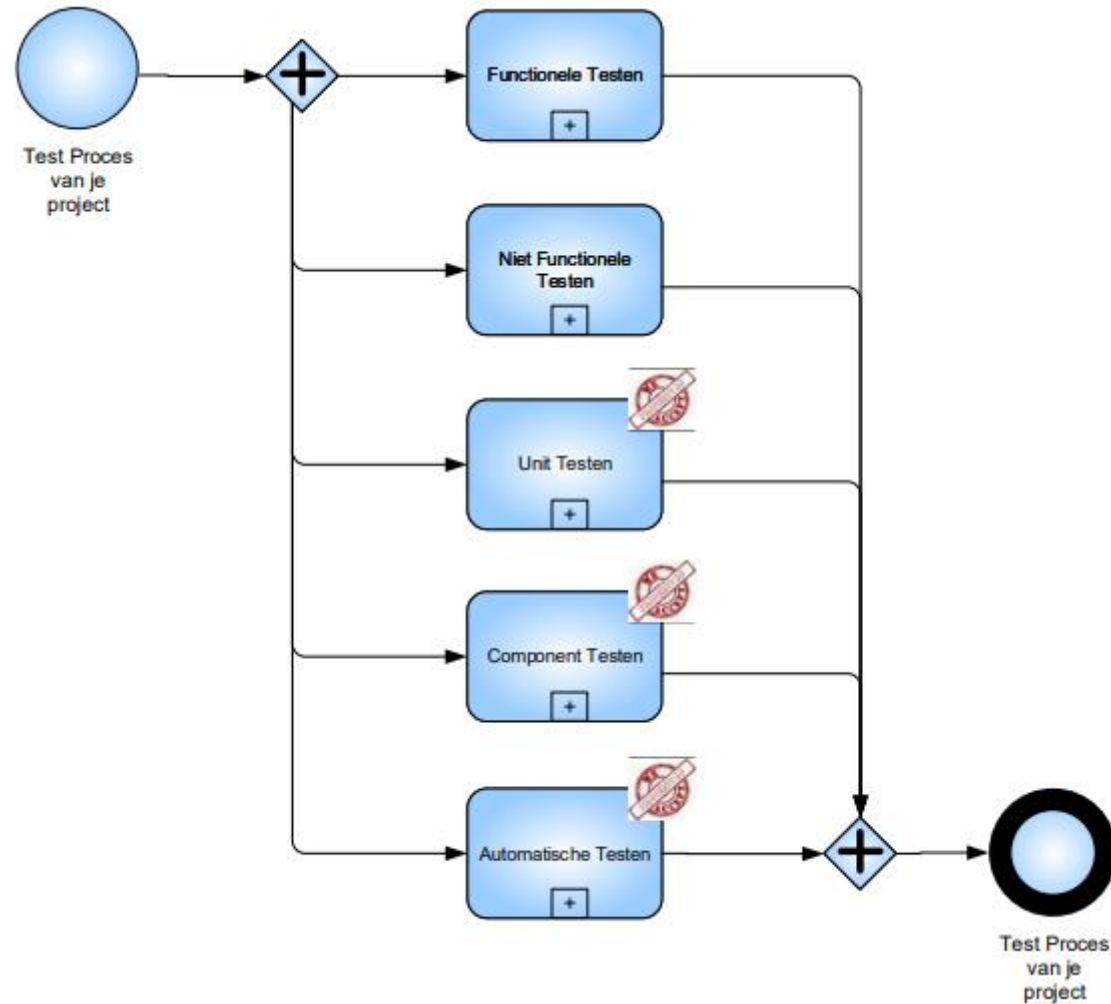 Functionele Testen
Test Proces
van je
project
Niet Functionele
Testen
Unit Testen
Component Testen
Automatische Testen
Test Proces
van je
project